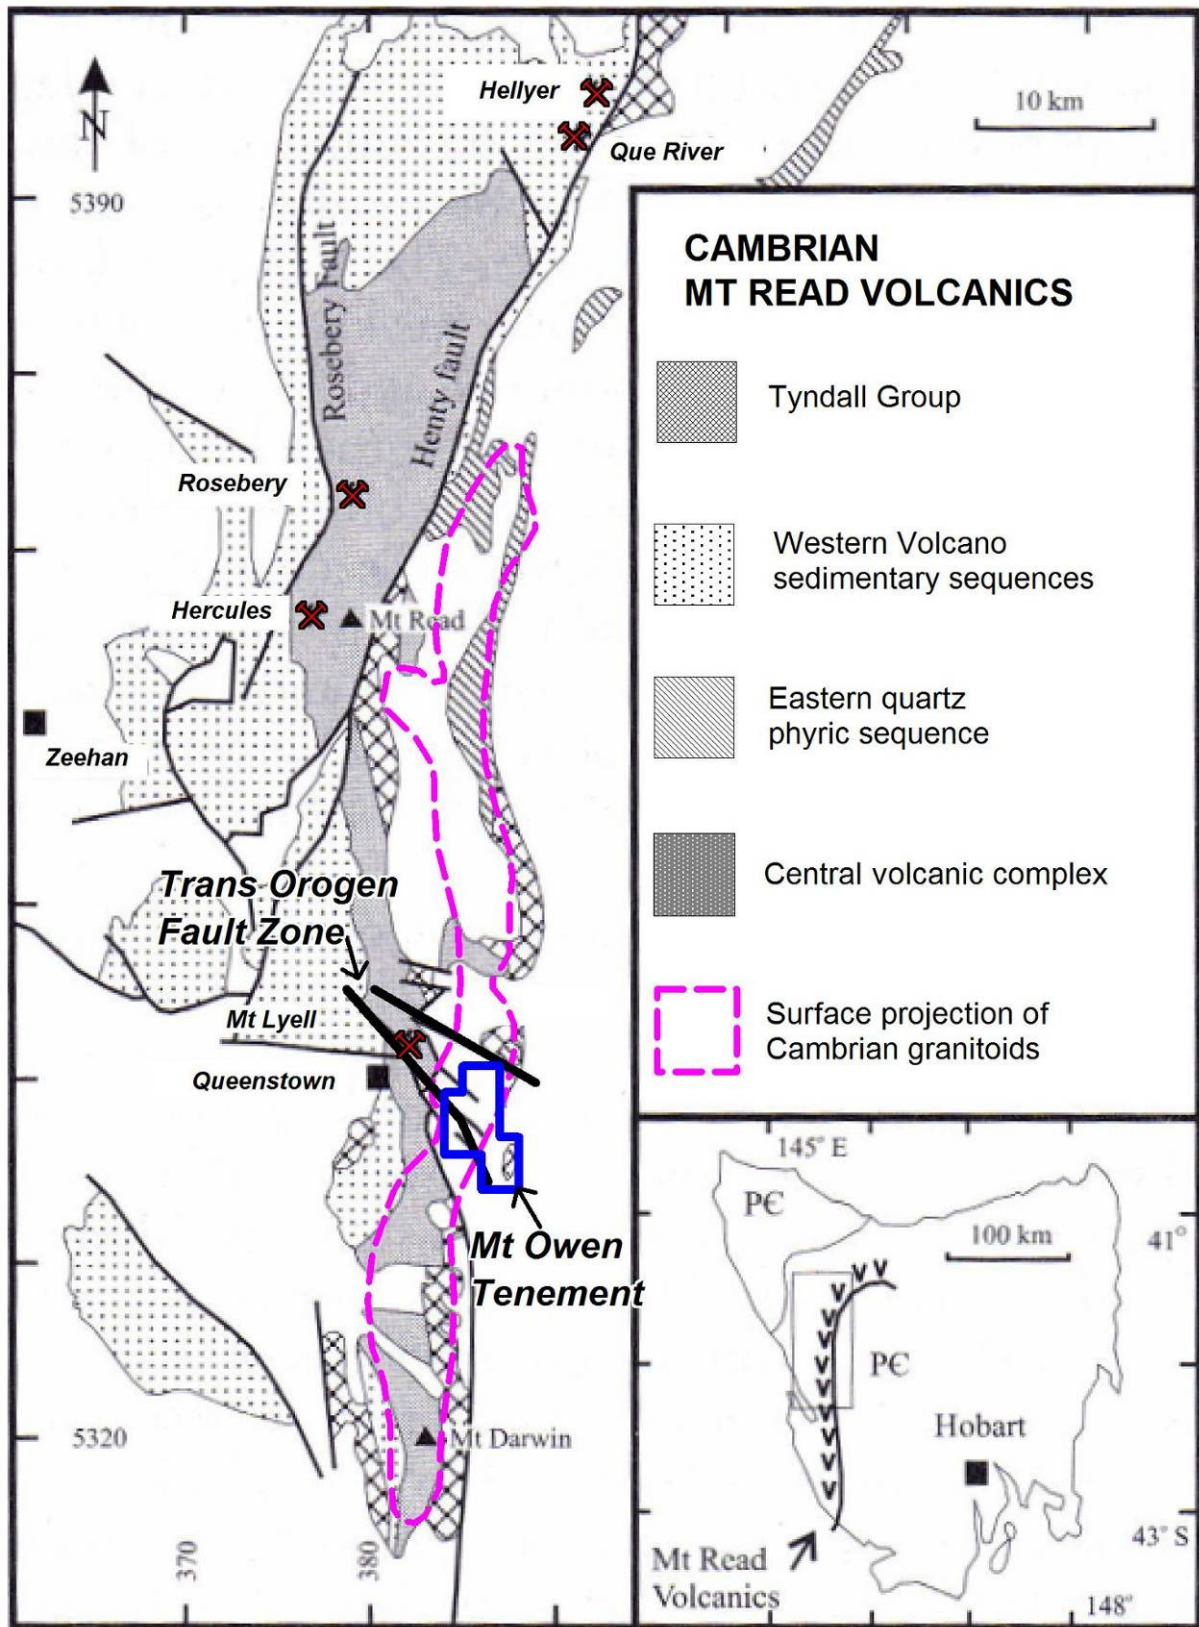 Hellyer
10 km
N
Que River
5390
Rosebery Fault
Henty fault
Rosebery
Hercules
Mt Read
Zeehan
Trans Orogen
Fault Zone
Mt Lyell
Queenstown
Mt Owen
Tenement
5320
Mt Darwin
370
380
CAMBRIAN
MT READ VOLCANICS
Tyndall Group
Western Volcano
sedimentary sequences
Eastern quartz
phyric sequence
Central volcanic complex
Surface projection of
Cambrian granitoids
145° E
PЄ
100 km
41°
PЄ
Hobart
43° S
Mt Read
Volcanics
148°